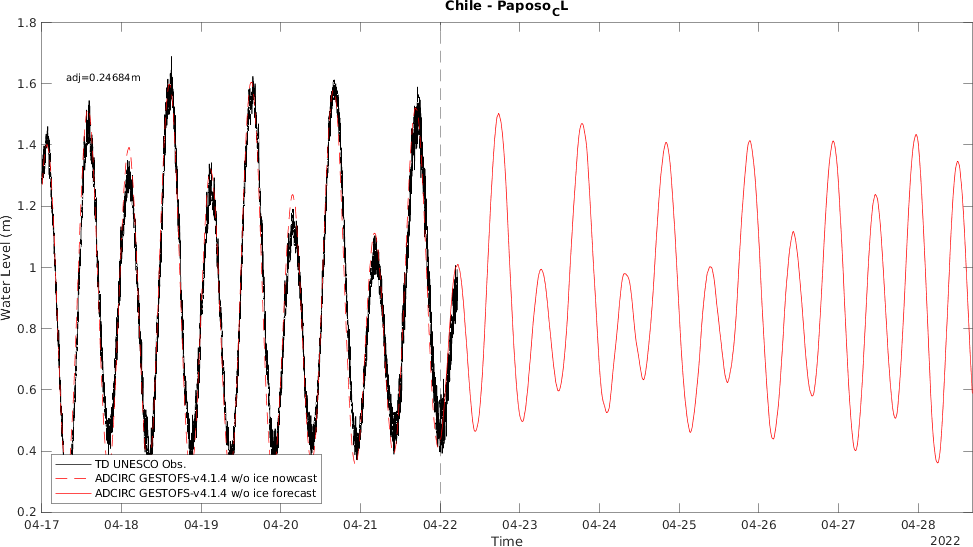 Chile - Paposo_CL
1.8
1.6
1.4
1.2
1
0.8
0.6
0.4
0.2
Water Level (m)
adj=0.24684m
TD UNESCO Obs.
ADCIRC GESTOFS-v4.1.4 w/o ice nowcast
ADCIRC GESTOFS-v4.1.4 w/o ice forecast
04-17 04-18 04-19 04-20 04-21 04-22 04-23 04-24 04-25 04-26 04-27 04-28
Time
2022